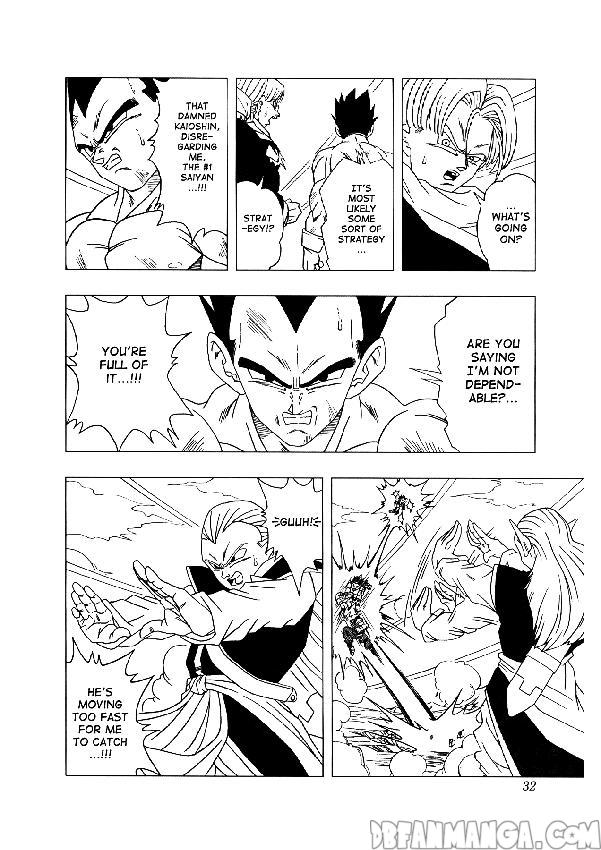 ...
WHAT'S
GOING
ON?
IT'S
MOST
LIKELY
SOME
SORT OF
STRATEGY
...
STRAT
-EGY!?
THAT
DAMNED
KAIOSHIN,
DISRE-
GARDING
ME,
THE #1
SAIYAN
...!!!
ARE YOU
SAYING
I'M NOT
DEPEND-
ABLE?...
YOU'RE
FULL OF
IT...!!!
GUUH!
HE'S
MOVING
TOO FAST
FOR ME
TO CATCH
...!!!
32
DBFANMANGA.COM